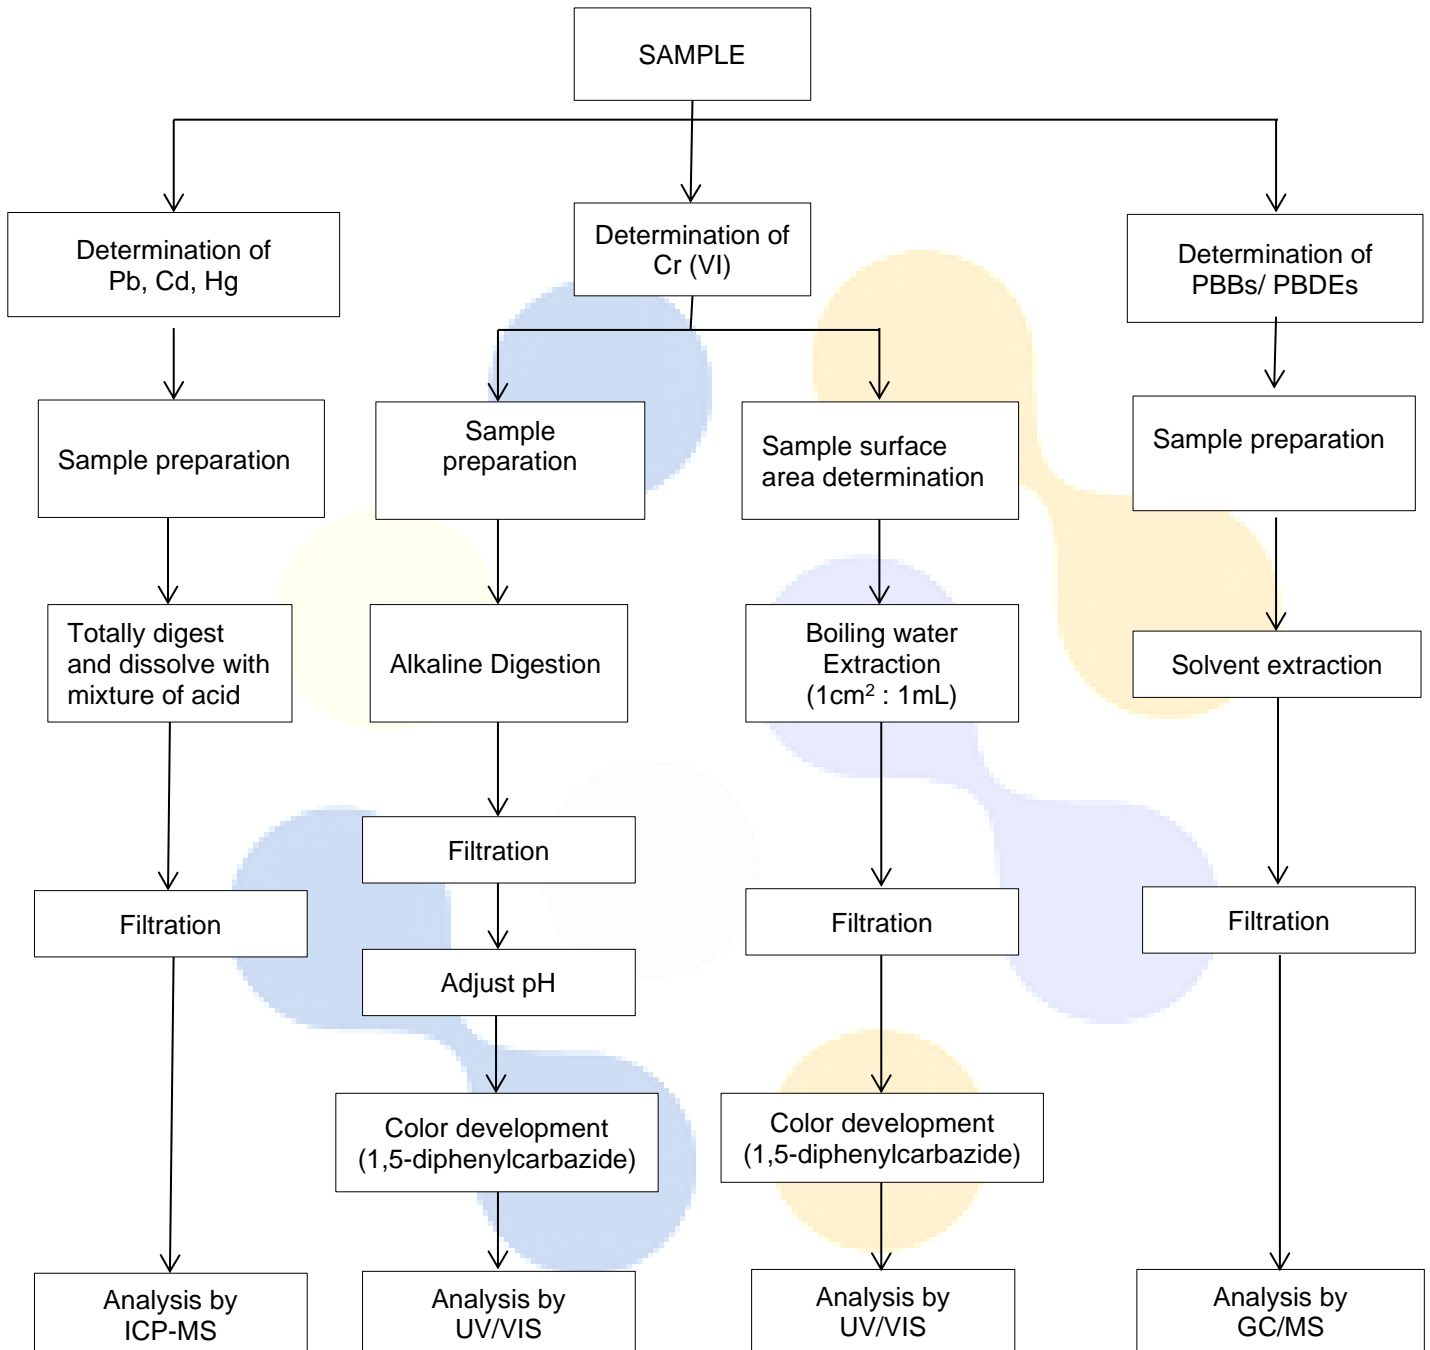 SAMPLE
Determination of
Pb, Cd, Hg
Determination of
Cr (VI)
Determination of
PBBs/ PBDEs
Sample preparation
Sample
preparation
Sample surface
area determination
Sample preparation
Totally digest
and dissolve with
mixture of acid
Alkaline Digestion
Boiling water
Extraction
(1cm² : 1mL)
Solvent extraction
Filtration
Filtration
Filtration
Filtration
Adjust pH
Color development
(1,5-diphenylcarbazide)
Color development
(1,5-diphenylcarbazide)
Analysis by
ICP-MS
Analysis by
UV/VIS
Analysis by
UV/VIS
Analysis by
GC/MS